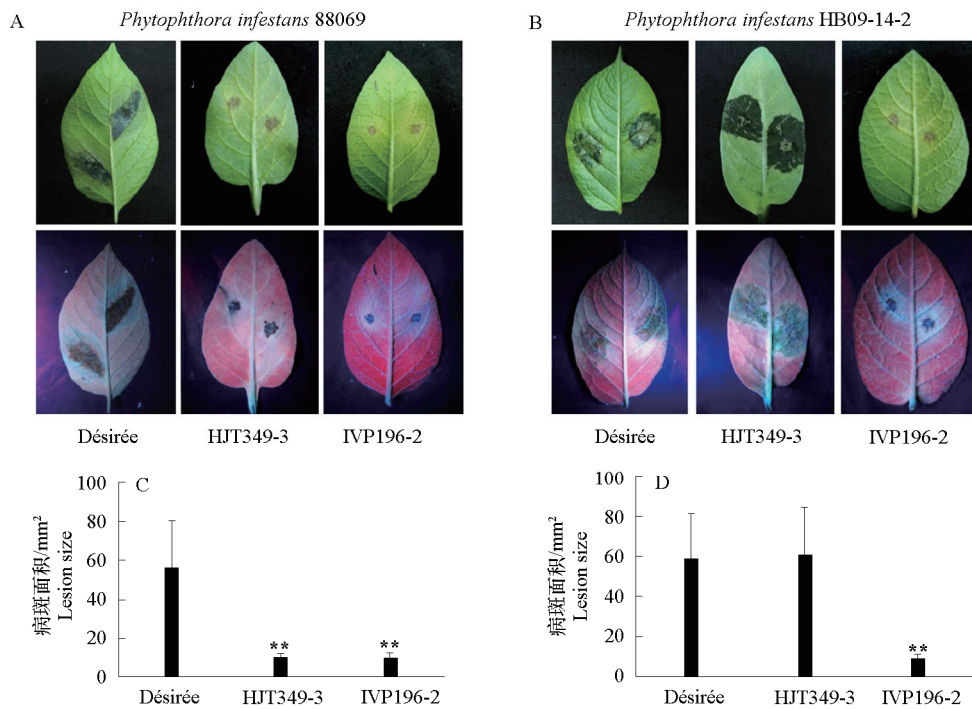 A
Phytophthora infestans 88069
B
Phytophthora infestans HB09-14-2
Désirée
HJT349-3
IVP196-2
Désirée
HJT349-3
IVP196-2
C
病斑面积/mm²
Lesion size
100
80
60
40
20
0
**
**
Désirée
HJT349-3
IVP196-2
D
病斑面积/mm²
Lesion size
100
80
60
40
20
0
**
Désirée
HJT349-3
IVP196-2